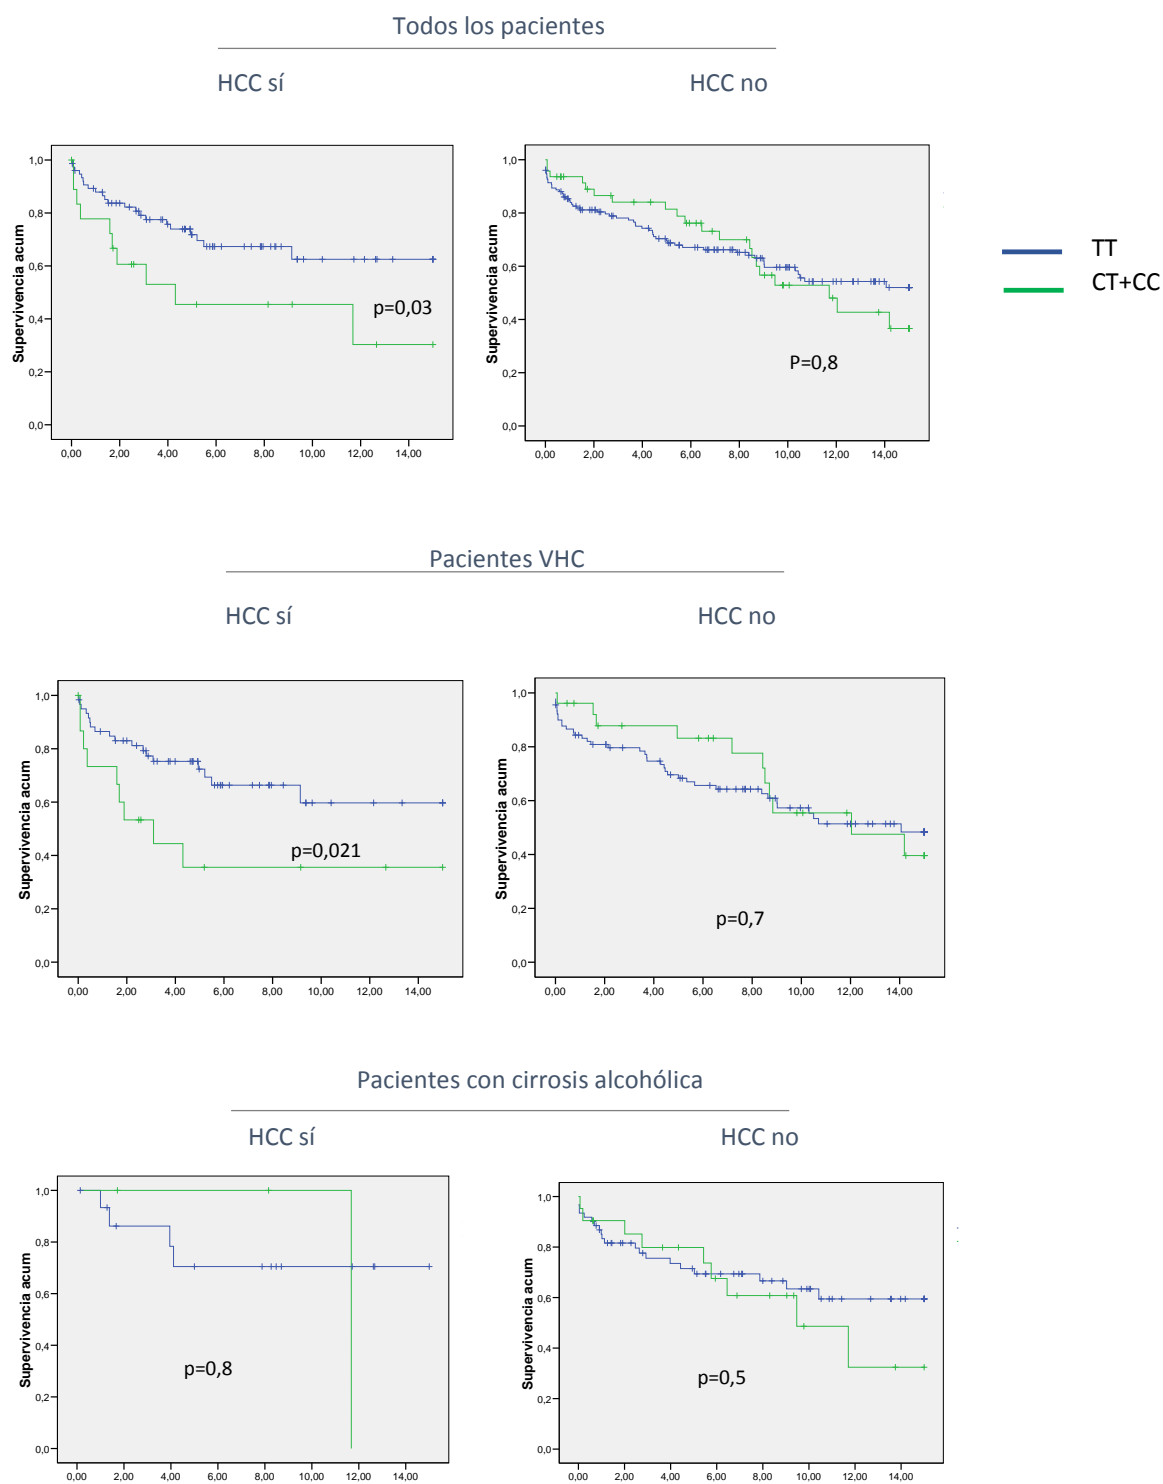 Todos los pacientes
HCC sí
HCC no
Supervivencia acum
1,0
0,8
0,6
0,4
0,2
0,0
p=0,03
0,00 2,00 4,00 6,00 8,00 10,00 12,00 14,00
Supervivencia acum
1,0
0,8
0,6
0,4
0,2
0,0
P=0,8
0,00 2,00 4,00 6,00 8,00 10,00 12,00 14,00
TT
CT+CC
Pacientes VHC
HCC sí
HCC no
Supervivencia acum
1,0
0,8
0,6
0,4
0,2
0,0
p=0,021
0,00 2,00 4,00 6,00 8,00 10,00 12,00 14,00
Supervivencia acum
1,0
0,8
0,6
0,4
0,2
0,0
p=0,7
0,00 2,00 4,00 6,00 8,00 10,00 12,00 14,00
Pacientes con cirrosis alcohólica
HCC sí
HCC no
Supervivencia acum
1,0
0,8
0,6
0,4
0,2
0,0
p=0,8
0,00 2,00 4,00 6,00 8,00 10,00 12,00 14,00
Supervivencia acum
1,0
0,8
0,6
0,4
0,2
0,0
p=0,5
0,00 2,00 4,00 6,00 8,00 10,00 12,00 14,00